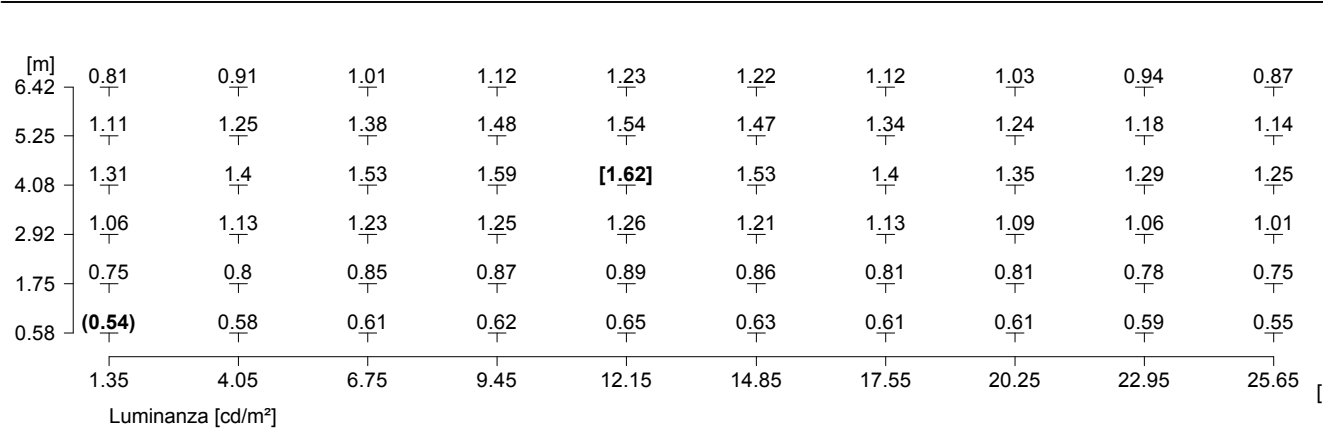 [m]
6.42 0.81 0.91 1.01 1.12 1.23 1.22 1.12 1.03 0.94 0.87
5.25 1.11 1.25 1.38 1.48 1.54 1.47 1.34 1.24 1.18 1.14
4.08 1.31 1.4 1.53 1.59 [1.62] 1.53 1.4 1.35 1.29 1.25
2.92 1.06 1.13 1.23 1.25 1.26 1.21 1.13 1.09 1.06 1.01
1.75 0.75 0.8 0.85 0.87 0.89 0.86 0.81 0.81 0.78 0.75
0.58 (0.54) 0.58 0.61 0.62 0.65 0.63 0.61 0.61 0.59 0.55
1.35 4.05 6.75 9.45 12.15 14.85 17.55 20.25 22.95 25.65 [
Luminanza [cd/m²]